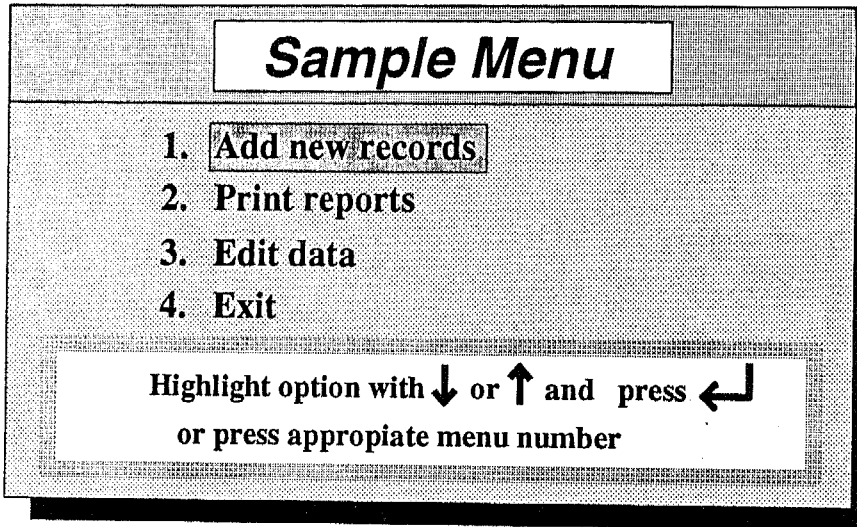 Sample Menu
1. Add new records
2. Print reports
3. Edit data
4. Exit
Highlight option with ↓ or ↑ and press ↵
or press appropiate menu number